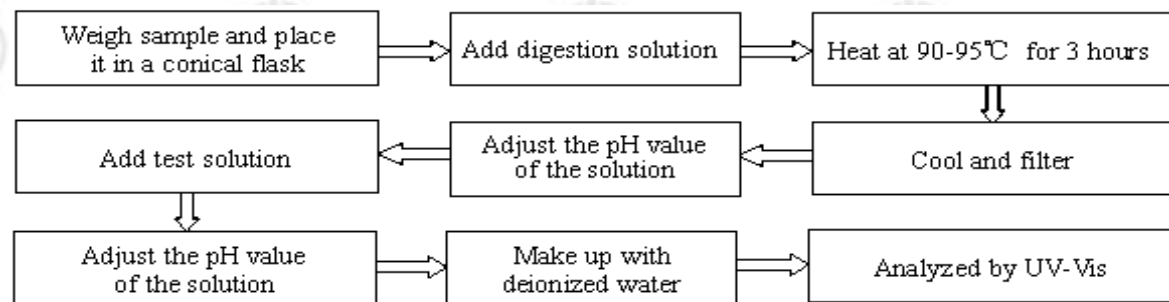 Weigh sample and place
it in a conical flask
Add digestion solution
Heat at 90-95℃ for 3 hours
Cool and filter
Adjust the pH value
of the solution
Add test solution
Adjust the pH value
of the solution
Make up with
deionized water
Analyzed by UV-Vis